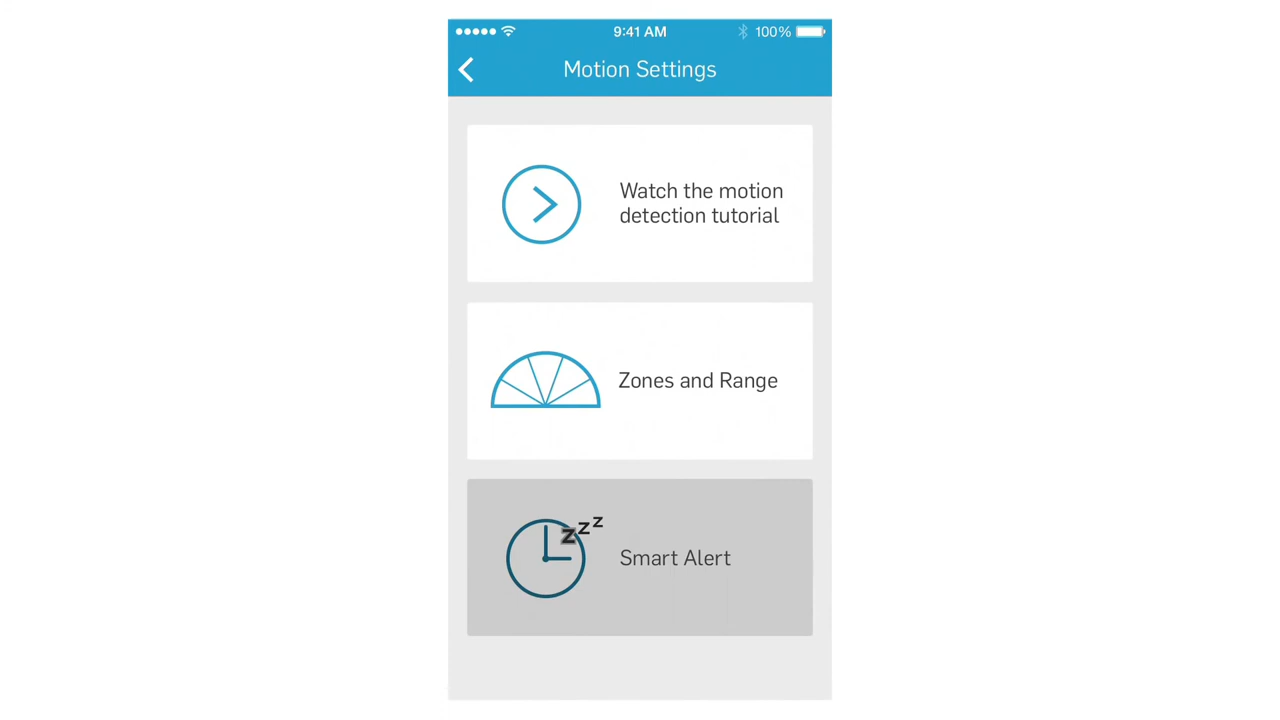 9:41 AM
100%
Motion Settings
Watch the motion
detection tutorial
Zones and Range
z z z
Smart Alert